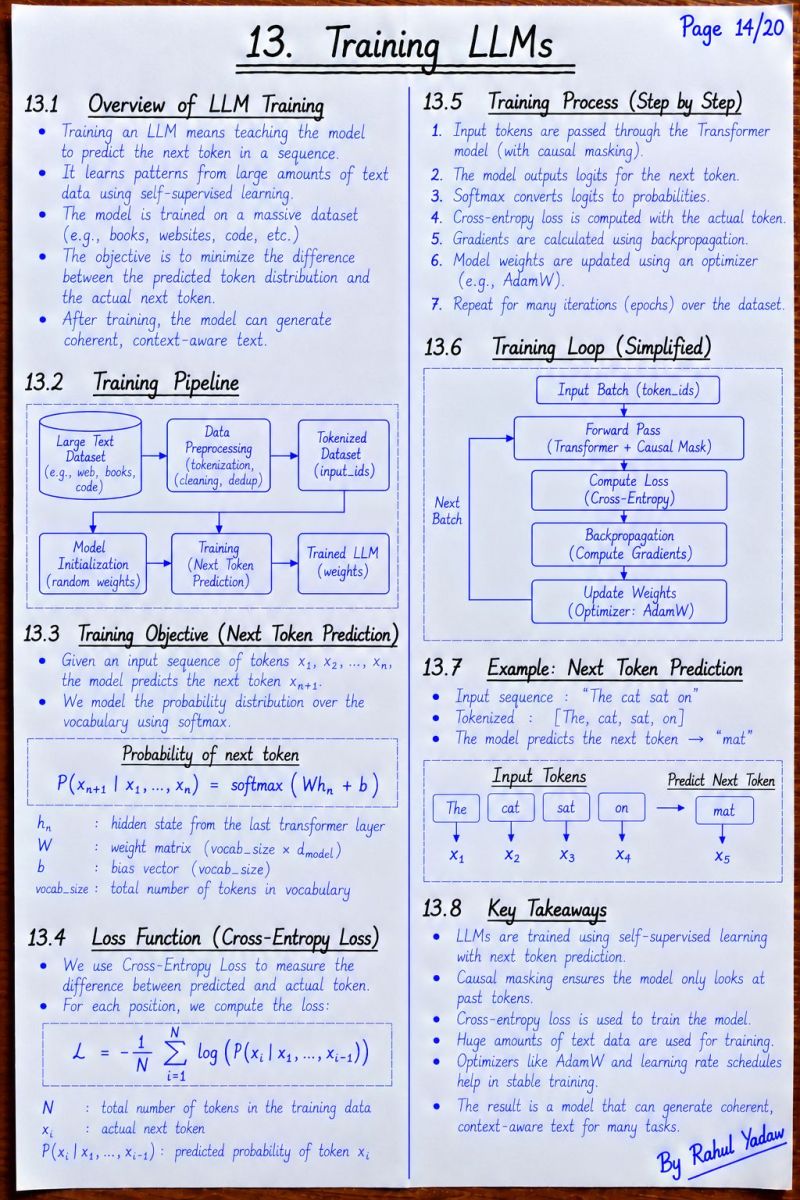 Page 14/20
13. Training LLMs
13.1 Overview of LLM Training
• Training an LLM means teaching the model
to predict the next token in a sequence.
• It learns patterns from large amounts of text
data using self-supervised learning.
• The model is trained on a massive dataset
(e.g., books, websites, code, etc.)
• The objective is to minimize the difference
between the predicted token distribution and
the actual next token.
• After training, the model can generate
coherent, context-aware text.
13.2 Training Pipeline
Large Text
Dataset
(e.g., web, books,
code)
Data
Preprocessing
(tokenization,
(cleaning, dedup)
Tokenized
Dataset
(input_ids)
Model
Initialization
(random weights)
Training
(Next Token
Prediction)
Trained LLM
(weights)
13.3 Training Objective (Next Token Prediction)
• Given an input sequence of tokens x₁, x₂, ..., xₙ,
the model predicts the next token xₙ₊₁.
• We model the probability distribution over the
vocabulary using softmax.
Probability of next token
P(xₙ₊₁ | x₁, ..., xₙ) = softmax (Whₙ + b)
hₙ : hidden state from the last transformer layer
W : weight matrix (vocab_size × d_model)
b : bias vector (vocab_size)
vocab_size : total number of tokens in vocabulary
13.4 Loss Function (Cross-Entropy Loss)
• We use Cross-Entropy Loss to measure the
difference between predicted and actual token.
• For each position, we compute the loss:
ℒ = -1/N ∑ᵢ₌₁ᴺ log (P(xᵢ | x₁, ..., xᵢ₋₁))
N : total number of tokens in the training data
xᵢ : actual next token
P(xᵢ | x₁, ..., xᵢ₋₁) : predicted probability of token xᵢ
13.5 Training Process (Step by Step)
1. Input tokens are passed through the Transformer
model (with causal masking).
2. The model outputs logits for the next token.
3. Softmax converts logits to probabilities.
4. Cross-entropy loss is computed with the actual token.
5. Gradients are calculated using backpropagation.
6. Model weights are updated using an optimizer
(e.g., AdamW).
7. Repeat for many iterations (epochs) over the dataset.
13.6 Training Loop (Simplified)
Input Batch (token_ids)
Forward Pass
(Transformer + Causal Mask)
Compute Loss
(Cross-Entropy)
Next
Batch
Backpropagation
(Compute Gradients)
Update Weights
(Optimizer: AdamW)
13.7 Example: Next Token Prediction
• Input sequence : "The cat sat on"
• Tokenized : [The, cat, sat, on]
• The model predicts the next token → "mat"
Input Tokens Predict Next Token
The cat sat on → mat
x₁ x₂ x₃ x₄ x₅
13.8 Key Takeaways
• LLMs are trained using self-supervised learning
with next token prediction.
• Causal masking ensures the model only looks at
past tokens.
• Cross-entropy loss is used to train the model.
• Huge amounts of text data are used for training.
• Optimizers like AdamW and learning rate schedules
help in stable training.
• The result is a model that can generate coherent,
context-aware text for many tasks.
By Rahul Yadaw